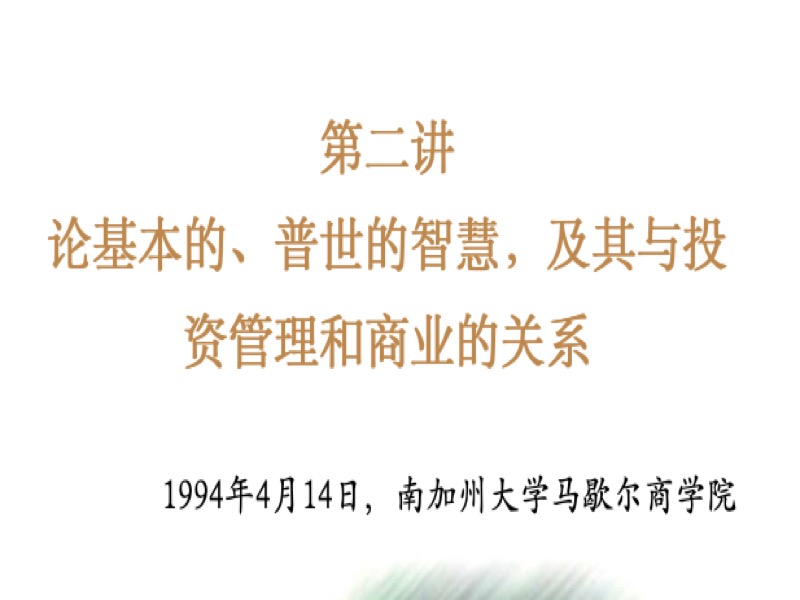 第二讲
论基本的、普世的智慧，及其与投
资管理和商业的关系
1994年4月14日，南加州大学马歇尔商学院